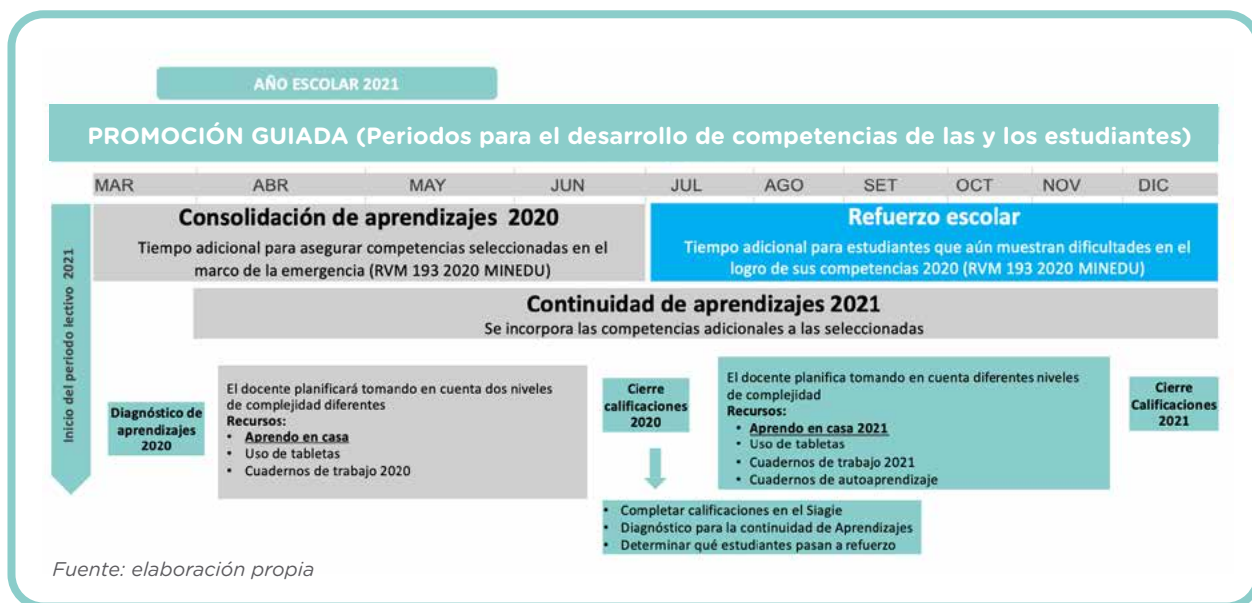 AÑO ESCOLAR 2021
PROMOCIÓN GUIADA (Periodos para el desarrollo de competencias de las y los estudiantes)
MAR ABR MAY JUN JUL AGO SET OCT NOV DIC
Inicio del periodo lectivo 2021
Consolidación de aprendizajes 2020
Tiempo adicional para asegurar competencias seleccionadas en el
marco de la emergencia (RVM 193 2020 MINEDU)
Refuerzo escolar
Tiempo adicional para estudiantes que aún muestran dificultades en el
logro de sus competencias 2020 (RVM 193 2020 MINEDU)
Continuidad de aprendizajes 2021
Se incorpora las competencias adicionales a las seleccionadas
Diagnóstico de
aprendizajes
2020
El docente planificará tomando en cuenta dos niveles
de complejidad diferentes
Recursos:
• Aprendo en casa
• Uso de tabletas
• Cuadernos de trabajo 2020
Cierre
calificaciones
2020
El docente planifica tomando en cuenta diferentes niveles
de complejidad
Recursos:
• Aprendo en casa 2021
• Uso de tabletas
• Cuadernos de trabajo 2021
• Cuadernos de autoaprendizaje
Cierre
Calificaciones
2021
• Completar calificaciones en el Siagie
• Diagnóstico para la continuidad de Aprendizajes
• Determinar qué estudiantes pasan a refuerzo
Fuente: elaboración propia